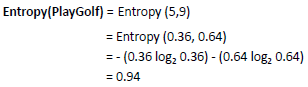 Entropy(PlayGolf) = Entropy (5,9)
= Entropy (0.36, 0.64)
= - (0.36 log₂ 0.36) - (0.64 log₂ 0.64)
= 0.94